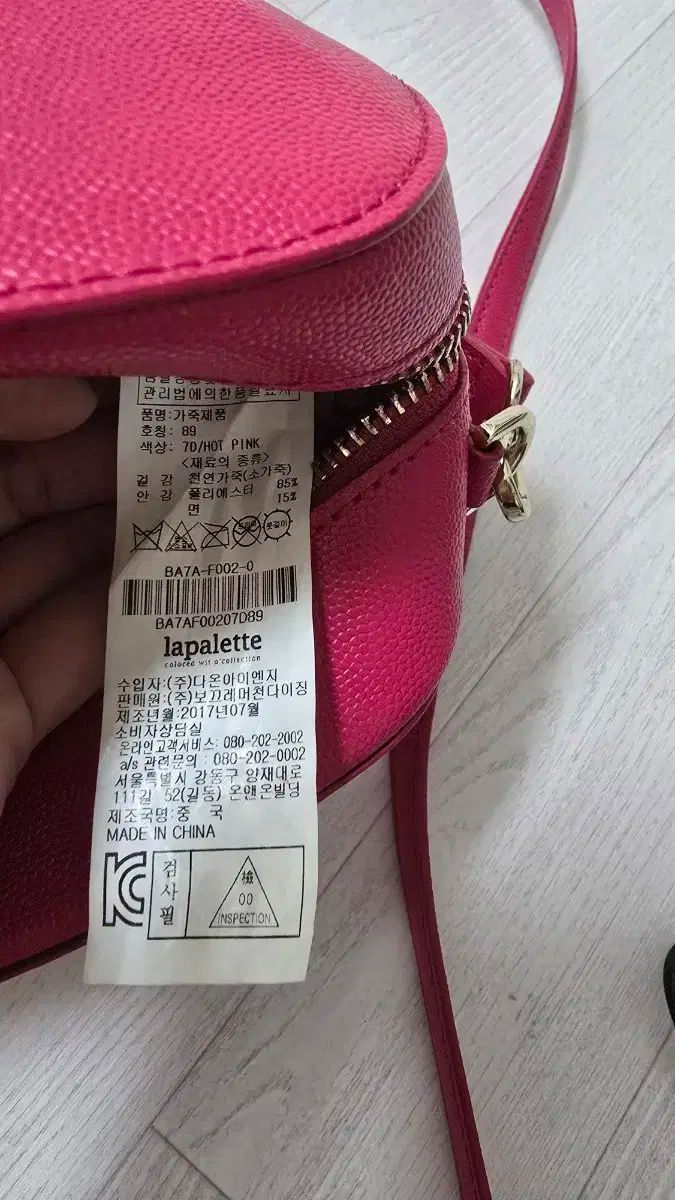 관리법에의한품
품명:가죽제품
호칭: 89
색상: 7D/HOT PINK
<재료의 종류>
겉 감 천연가죽(소가죽)
안 감 폴리에스터 85%
면 15%
옷걸이
BA7A-F002-0
BA7AF00207D89
lapalette
colored wit a'collection
수입자:(주)다온아이엔지
판매원:(주)보끄레머천다이징
제조년월:2017년07월
소비자상담실
온라인고객서비스: 080-202-2002
a/s 관련문의 : 080-202-0002
서울특별시 강동구 양재대로
111길 52(길동) 온앤온빌딩
제조국명:중 국
MADE IN CHINA
KC
검사필
檢
00
INSPECTION